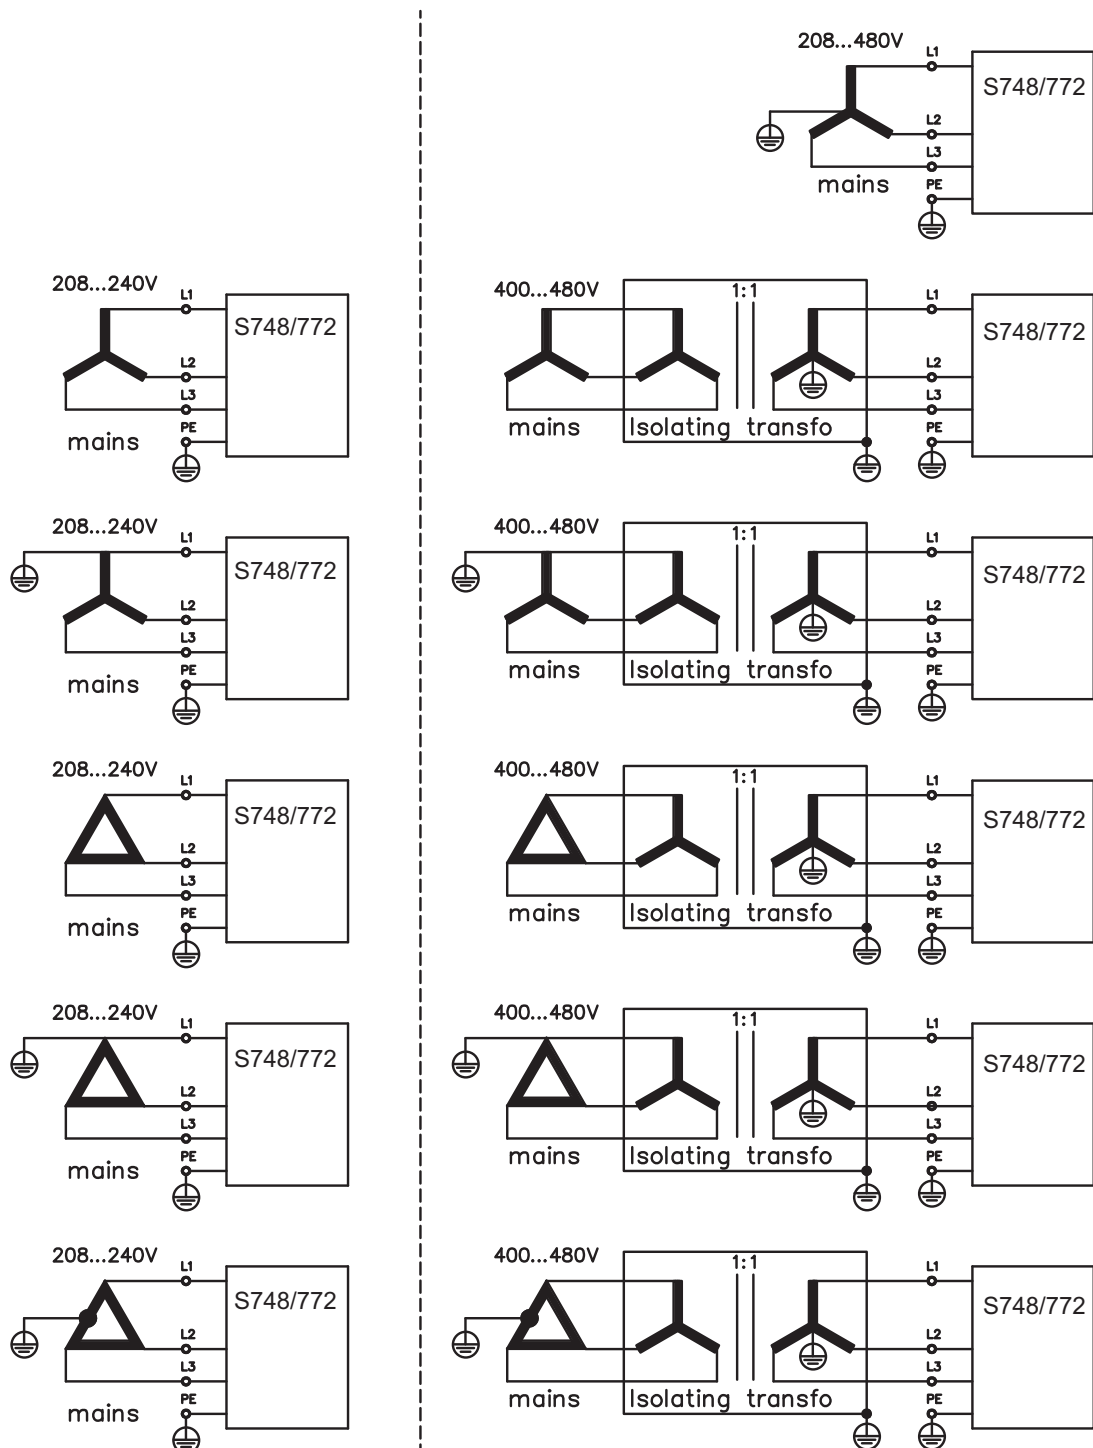 208...480V
L1
S748/772
L2
L3
mains
PE
208...240V
L1
S748/772
L2
L3
mains
PE
400...480V
1:1
L1
S748/772
L2
L3
mains
Isolating transfo
PE
208...240V
L1
S748/772
L2
L3
mains
PE
400...480V
1:1
L1
S748/772
L2
L3
mains
Isolating transfo
PE
208...240V
L1
S748/772
L2
L3
mains
PE
400...480V
1:1
L1
S748/772
L2
L3
mains
Isolating transfo
PE
208...240V
L1
S748/772
L2
L3
mains
PE
400...480V
1:1
L1
S748/772
L2
L3
mains
Isolating transfo
PE
208...240V
L1
S748/772
L2
L3
mains
PE
400...480V
1:1
L1
S748/772
L2
L3
mains
Isolating transfo
PE